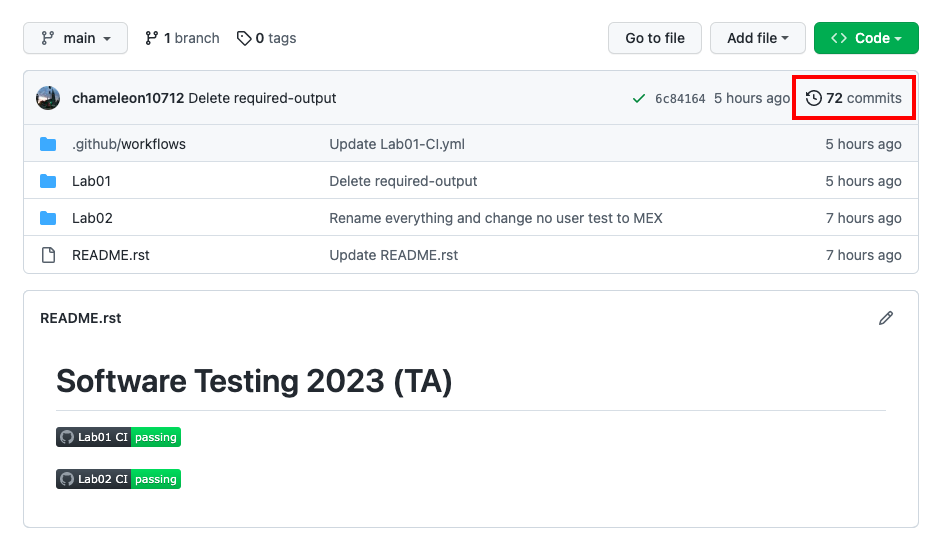 main 1 branch 0 tags Go to file Add file Code
chameleon10712 Delete required-output 6c84164 5 hours ago 72 commits
.github/workflows Update Lab01-CI.yml 5 hours ago
Lab01 Delete required-output 5 hours ago
Lab02 Rename everything and change no user test to MEX 7 hours ago
README.rst Update README.rst 7 hours ago
README.rst
Software Testing 2023 (TA)
Lab01 CI passing
Lab02 CI passing